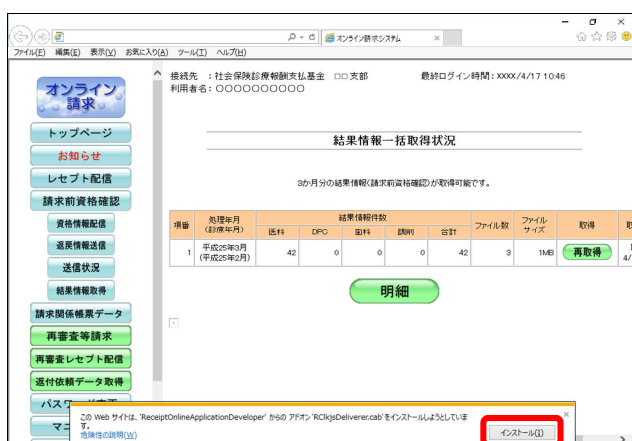 オンライン請求システム
ファイル(F) 編集(E) 表示(V) お気に入り(A) ツール(T) ヘルプ(H)
接続先 ：社会保険診療報酬支払基金 □□支部 最終ログイン時間：XXXX/4/17 10:46
利用者名：○○○○○○○○○○
オンライン
請求
トップページ
お知らせ
レセプト配信
請求前資格確認
資格情報配信
返戻情報送信
送信状況
結果情報取得
請求関係帳票データ
再審査等請求
再審査レセプト配信
返付依頼データ取得
結果情報一括取得状況
3か月分の結果情報(請求前資格確認)が取得可能です。
項番 処理年月 結果情報件数 ファイル数 ファイル 取得
(診療年月) 医科 DPC 歯科 調剤 合計 サイズ
1 平成25年3月 42 0 0 0 42 3 1MB 再取得
(平成25年2月) 4/
明細
この Web サイトは、'ReceiptOnlineApplicationDeveloper' からの アドオン 'RClkjsDeliverer.cab' をインストールしようとしていま
す。
危険性の説明(W)
インストール(I)